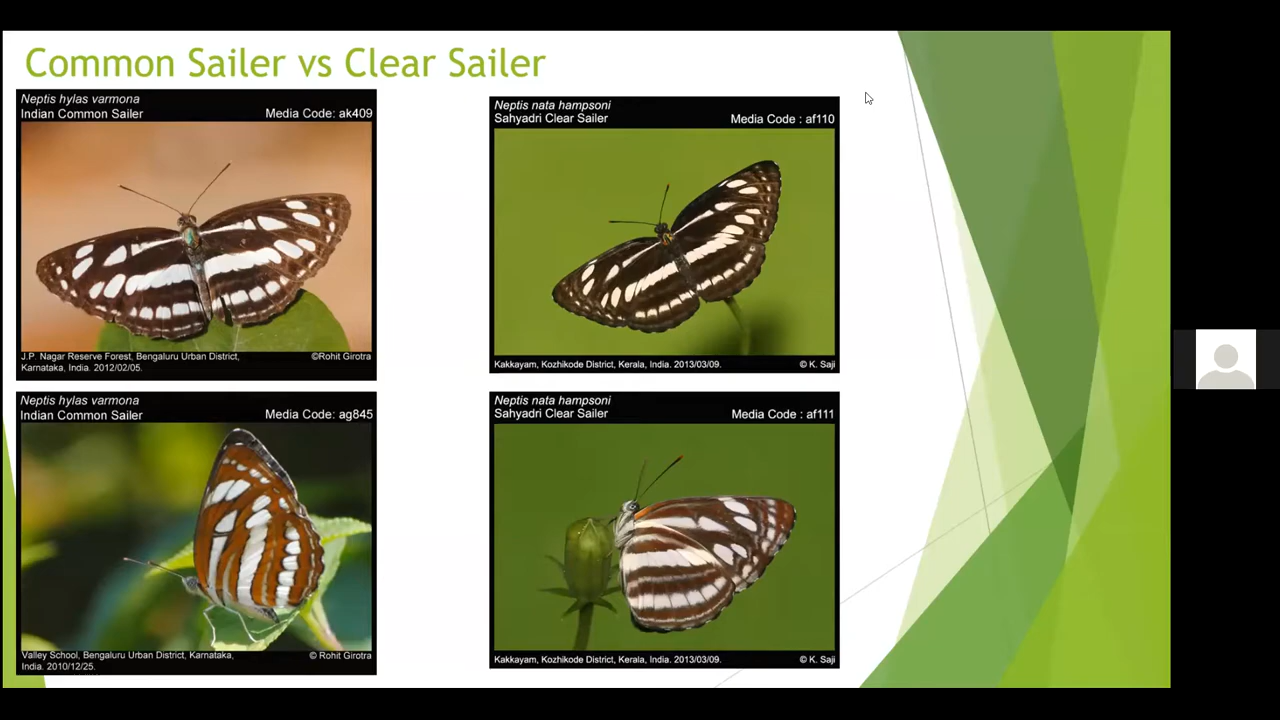 Common Sailer vs Clear Sailer
Neptis hylas varmona
Indian Common Sailer Media Code: ak409
J.P. Nagar Reserve Forest, Bengaluru Urban District, ©Rohit Girotra
Karnataka, India. 2012/02/05.
Neptis nata hampsoni
Sahyadri Clear Sailer Media Code : af110
Kakkayam, Kozhikode District, Kerala, India. 2013/03/09. © K. Saji
Neptis hylas varmona
Indian Common Sailer Media Code: ag845
Valley School, Bengaluru Urban District, Karnataka, © Rohit Girotra
India. 2010/12/25.
Neptis nata hampsoni
Sahyadri Clear Sailer Media Code : af111
Kakkayam, Kozhikode District, Kerala, India. 2013/03/09. © K. Saji